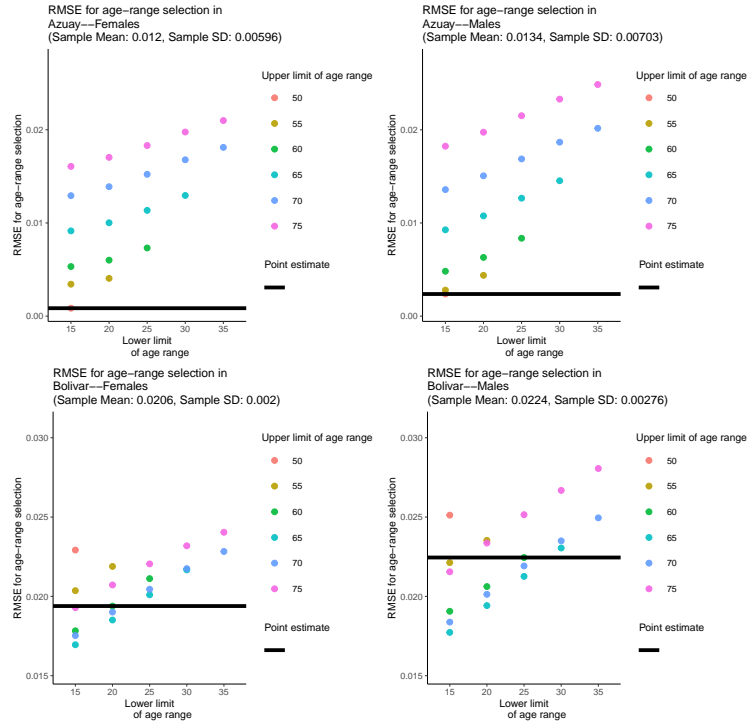 RMSE for age−range selection in
Azuay−−Females
(Sample Mean: 0.012, Sample SD: 0.00596)
RMSE for age−range selection
0.02
0.01
0.00
15 20 25 30 35
Lower limit
of age range
Upper limit of age range
50
55
60
65
70
75
Point estimate
RMSE for age−range selection in
Azuay−−Males
(Sample Mean: 0.0134, Sample SD: 0.00703)
RMSE for age−range selection
0.02
0.01
0.00
15 20 25 30 35
Lower limit
of age range
Upper limit of age range
50
55
60
65
70
75
Point estimate
RMSE for age−range selection in
Bolivar−−Females
(Sample Mean: 0.0206, Sample SD: 0.002)
RMSE for age−range selection
0.030
0.025
0.020
0.015
15 20 25 30 35
Lower limit
of age range
Upper limit of age range
50
55
60
65
70
75
Point estimate
RMSE for age−range selection in
Bolivar−−Males
(Sample Mean: 0.0224, Sample SD: 0.00276)
RMSE for age−range selection
0.030
0.025
0.020
0.015
15 20 25 30 35
Lower limit
of age range
Upper limit of age range
50
55
60
65
70
75
Point estimate